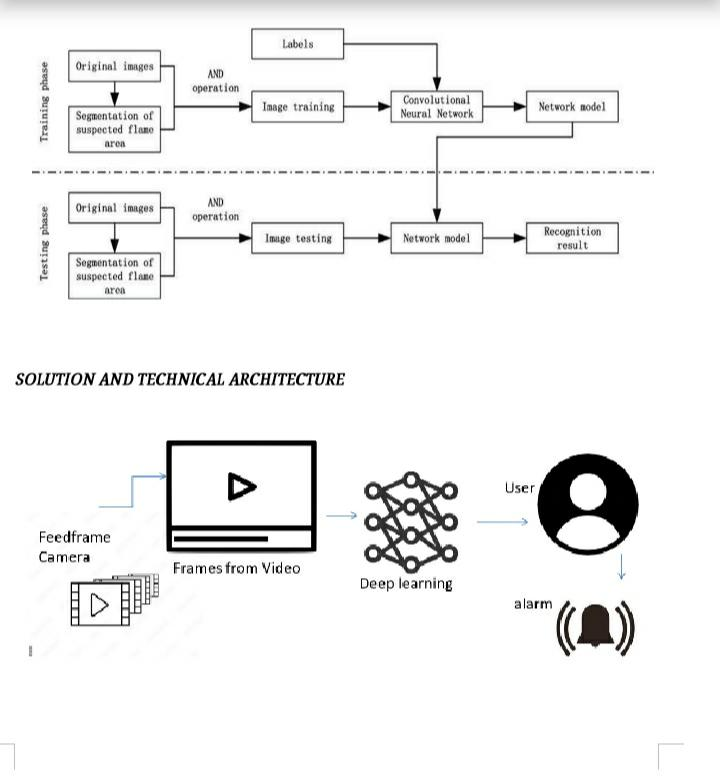 Labels
Training phase
Original images
AND
operation
Segmentation of
suspected flame
area
Image training
Convolutional
Neural Network
Network model
Testing phase
Original images
AND
operation
Segmentation of
suspected flame
area
Image testing
Network model
Recognition
result
SOLUTION AND TECHNICAL ARCHITECTURE
Feedframe
Camera
Frames from Video
Deep learning
User
alarm